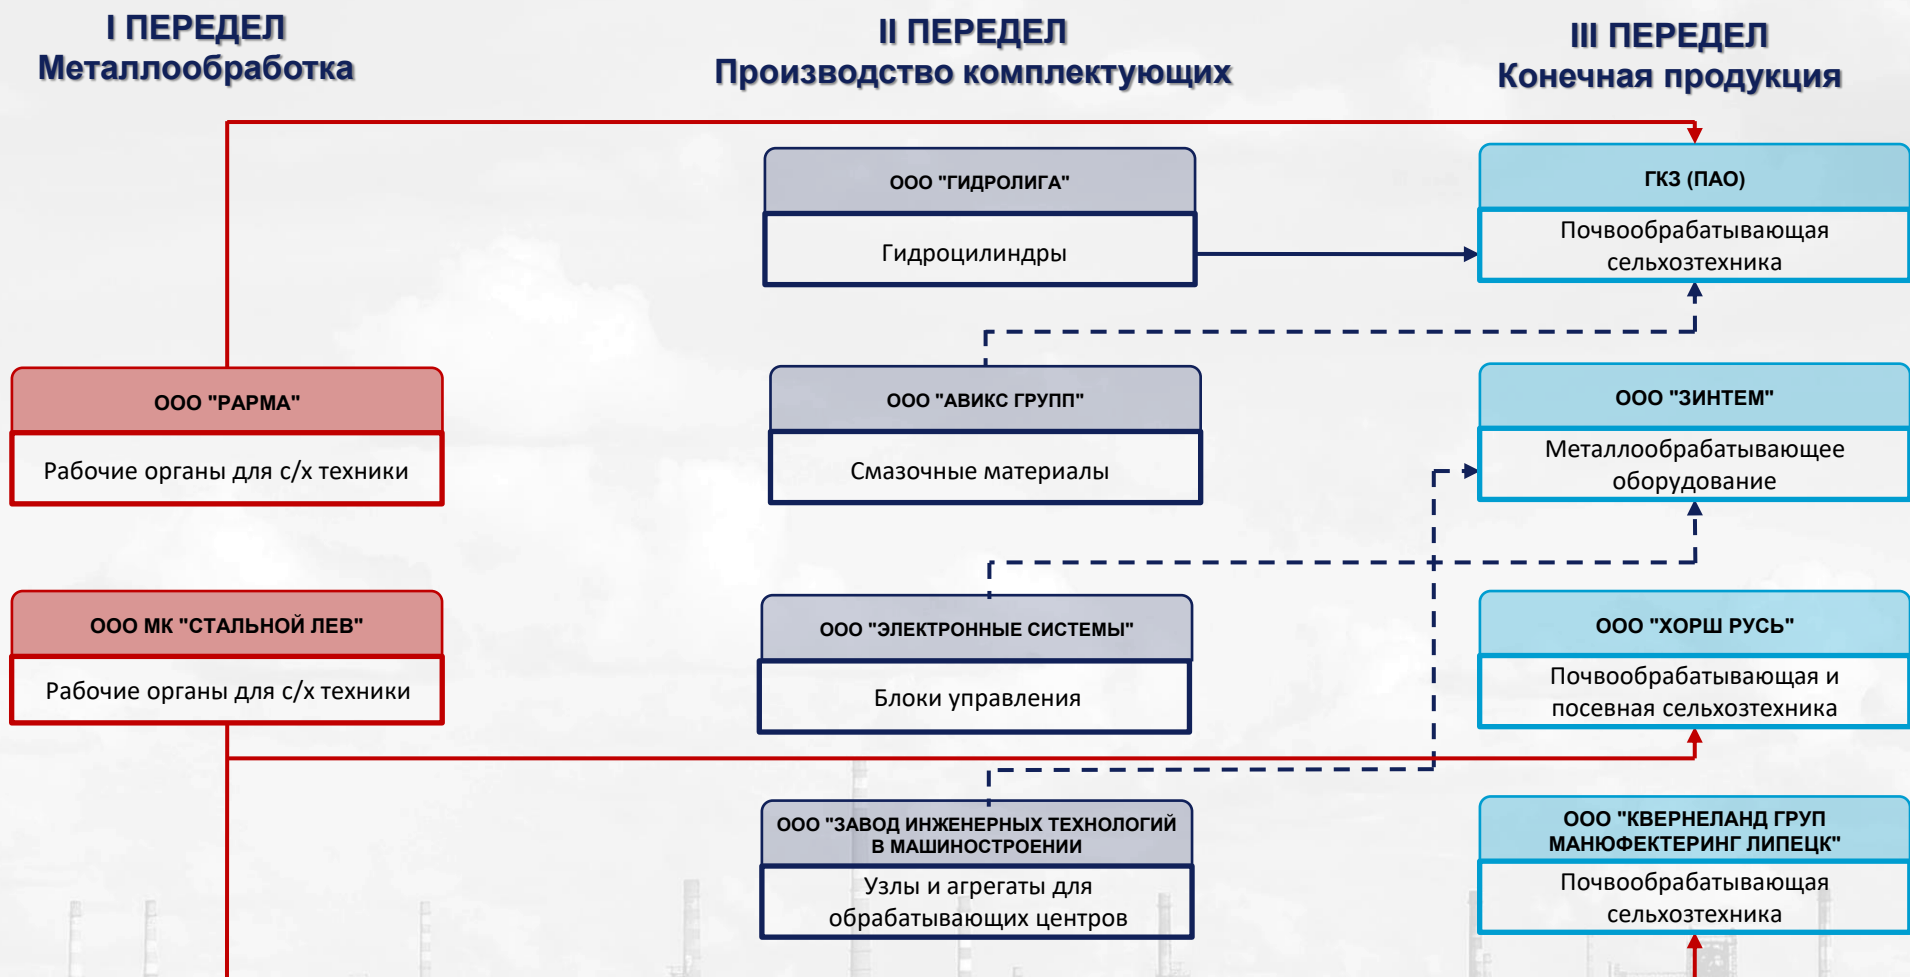 I ПЕРЕДЕЛ
Металлообработка
II ПЕРЕДЕЛ
Производство комплектующих
III ПЕРЕДЕЛ
Конечная продукция
ООО "ГИДРОЛИГА"
Гидроцилиндры
ГКЗ (ПАО)
Почвообрабатывающая
сельхозтехника
ООО "РАРМА"
Рабочие органы для с/х техники
ООО "АВИКС ГРУПП"
Смазочные материалы
ООО "ЗИНТЕМ"
Металлообрабатывающее
оборудование
ООО МК "СТАЛЬНОЙ ЛЕВ"
Рабочие органы для с/х техники
ООО "ЭЛЕКТРОННЫЕ СИСТЕМЫ"
Блоки управления
ООО "ХОРШ РУСЬ"
Почвообрабатывающая и
посевная сельхозтехника
ООО "ЗАВОД ИНЖЕНЕРНЫХ ТЕХНОЛОГИЙ
В МАШИНОСТРОЕНИИ
Узлы и агрегаты для
обрабатывающих центров
ООО "КВЕРНЕЛАНД ГРУП
МАНЮФЕКТЕРИНГ ЛИПЕЦК"
Почвообрабатывающая
сельхозтехника